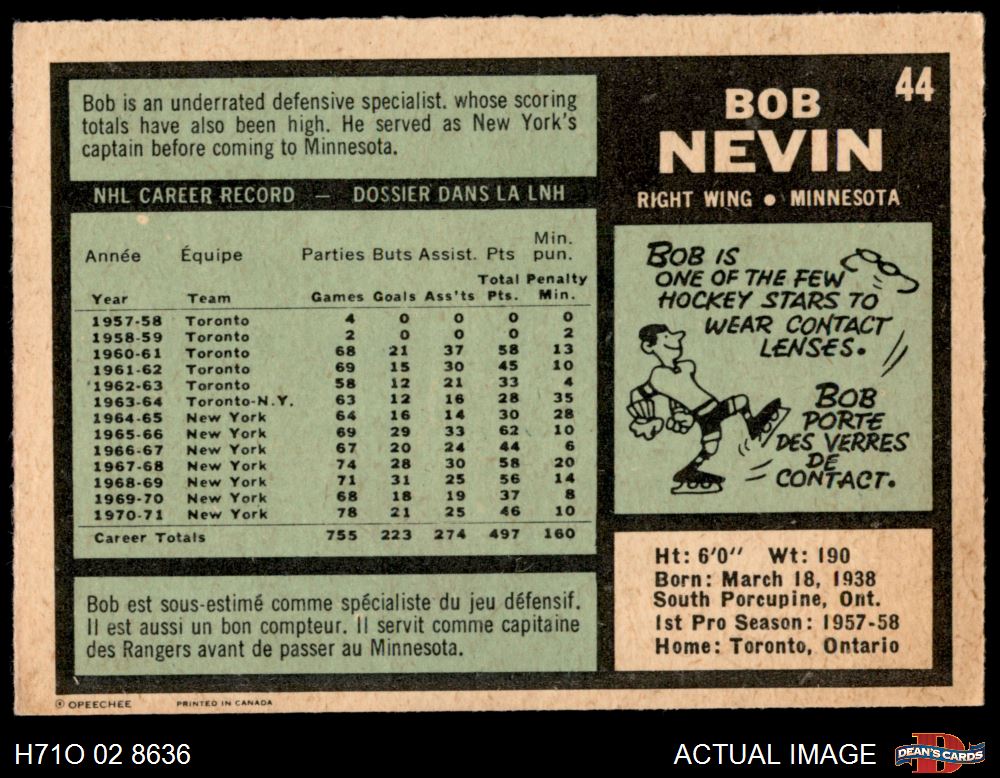 44
BOB
NEVIN
RIGHT WING • MINNESOTA
Bob is an underrated defensive specialist. whose scoring
totals have also been high. He served as New York's
captain before coming to Minnesota.
NHL CAREER RECORD — DOSSIER DANS LA LNH
Année Équipe Parties Buts Assist. Pts Min. pun.
Year Team Games Goals Ass'ts Total Pts. Penalty Min.
1957-58 Toronto 4 0 0 0 0
1958-59 Toronto 2 0 0 0 2
1960-61 Toronto 68 21 37 58 13
1961-62 Toronto 69 15 30 45 10
1962-63 Toronto 58 12 21 33 4
1963-64 Toronto-N.Y. 63 12 16 28 35
1964-65 New York 64 16 14 30 28
1965-66 New York 69 29 33 62 10
1966-67 New York 67 20 24 44 6
1967-68 New York 74 28 30 58 20
1968-69 New York 71 31 25 56 14
1969-70 New York 68 18 19 37 8
1970-71 New York 78 21 25 46 10
Career Totals 755 223 274 497 160
Bob est sous-estimé comme spécialiste du jeu défensif.
Il est aussi un bon compteur. Il servit comme capitaine
des Rangers avant de passer au Minnesota.
BOB IS
ONE OF THE FEW
HOCKEY STARS TO
WEAR CONTACT
LENSES.
BOB
PORTE
DES VERRES
DE
CONTACT.
Ht: 6'0" Wt: 190
Born: March 18, 1938
South Porcupine, Ont.
1st Pro Season: 1957-58
Home: Toronto, Ontario
© OPEECHEE PRINTED IN CANADA
H71O 02 8636
ACTUAL IMAGE
DEAN'S CARDS